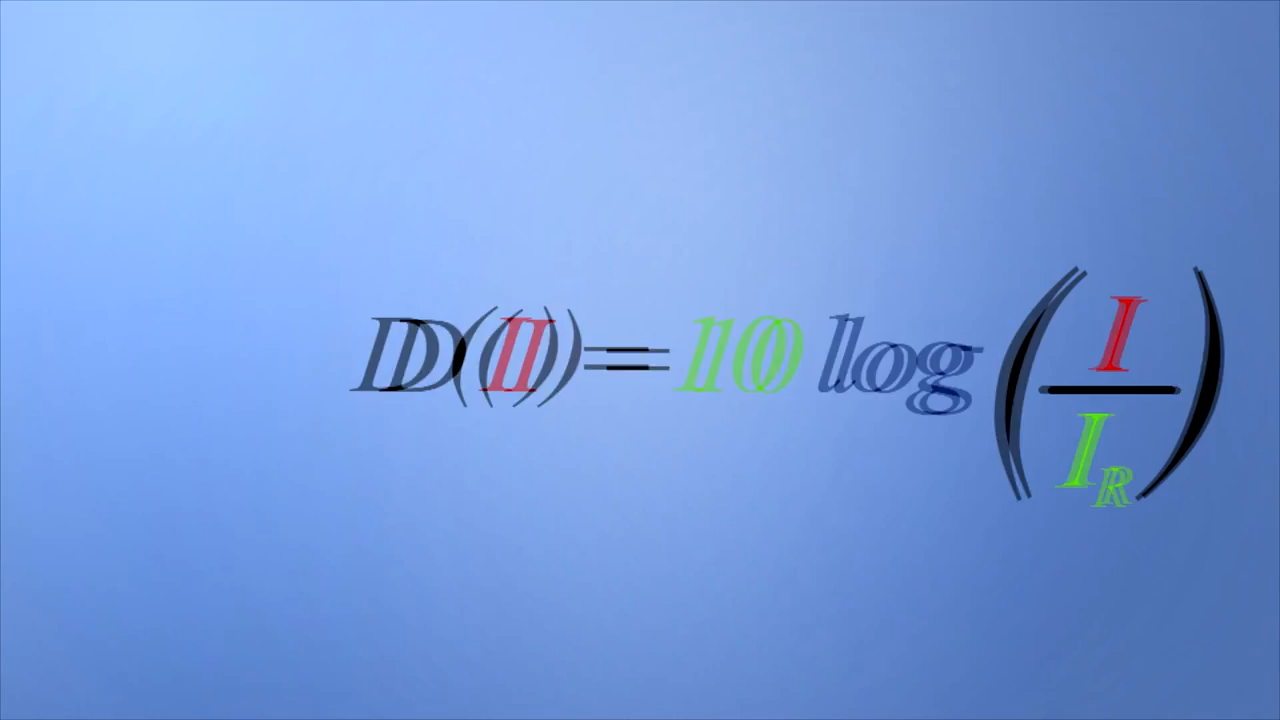 D(I) = 10 log(I/I_R)